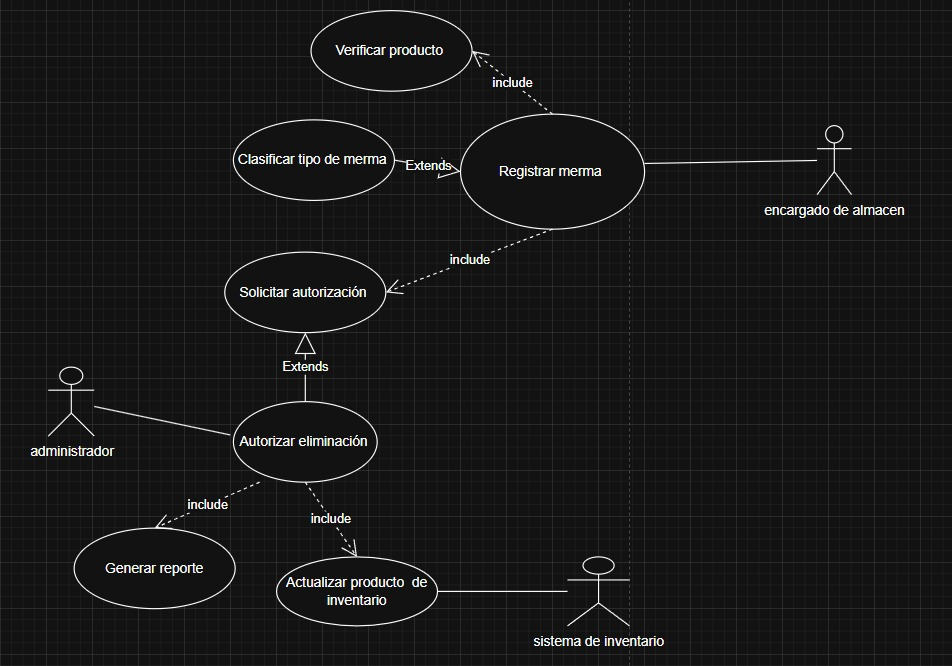 Verificar producto
include
Clasificar tipo de merma
Extends
Registrar merma
encargado de almacen
include
Solicitar autorización
Extends
administrador
Autorizar eliminación
include
include
Generar reporte
Actualizar producto de
inventario
sistema de inventario